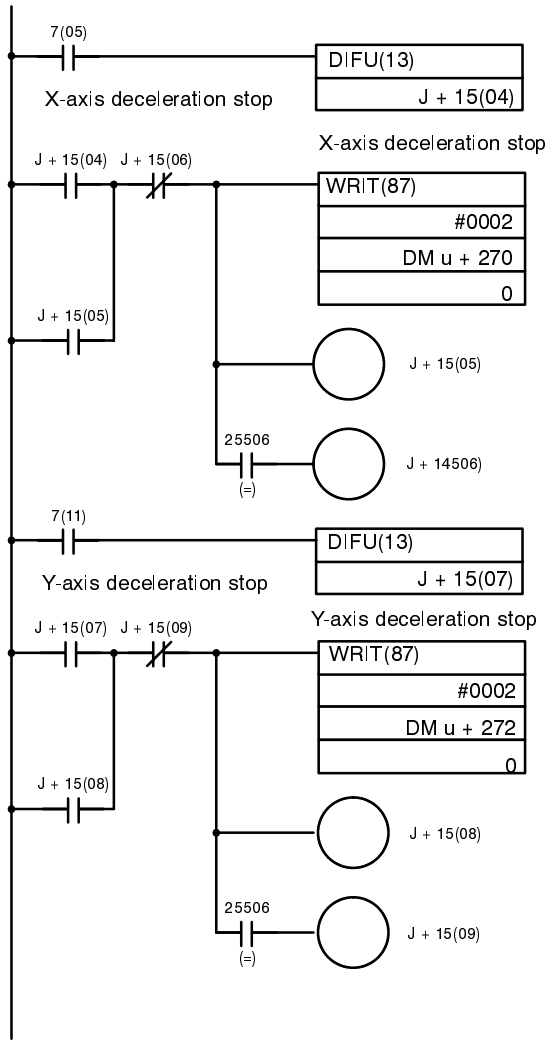 7(05)
DIFU(13)
J + 15(04)
X-axis deceleration stop
X-axis deceleration stop
J + 15(04) J + 15(06)
WRIT(87)
#0002
DM u + 270
0
J + 15(05)
J + 15(05)
25506
(=)
J + 14506)
7(11)
DIFU(13)
J + 15(07)
Y-axis deceleration stop
Y-axis deceleration stop
J + 15(07) J + 15(09)
WRIT(87)
#0002
DM u + 272
0
J + 15(08)
J + 15(08)
25506
(=)
J + 15(09)